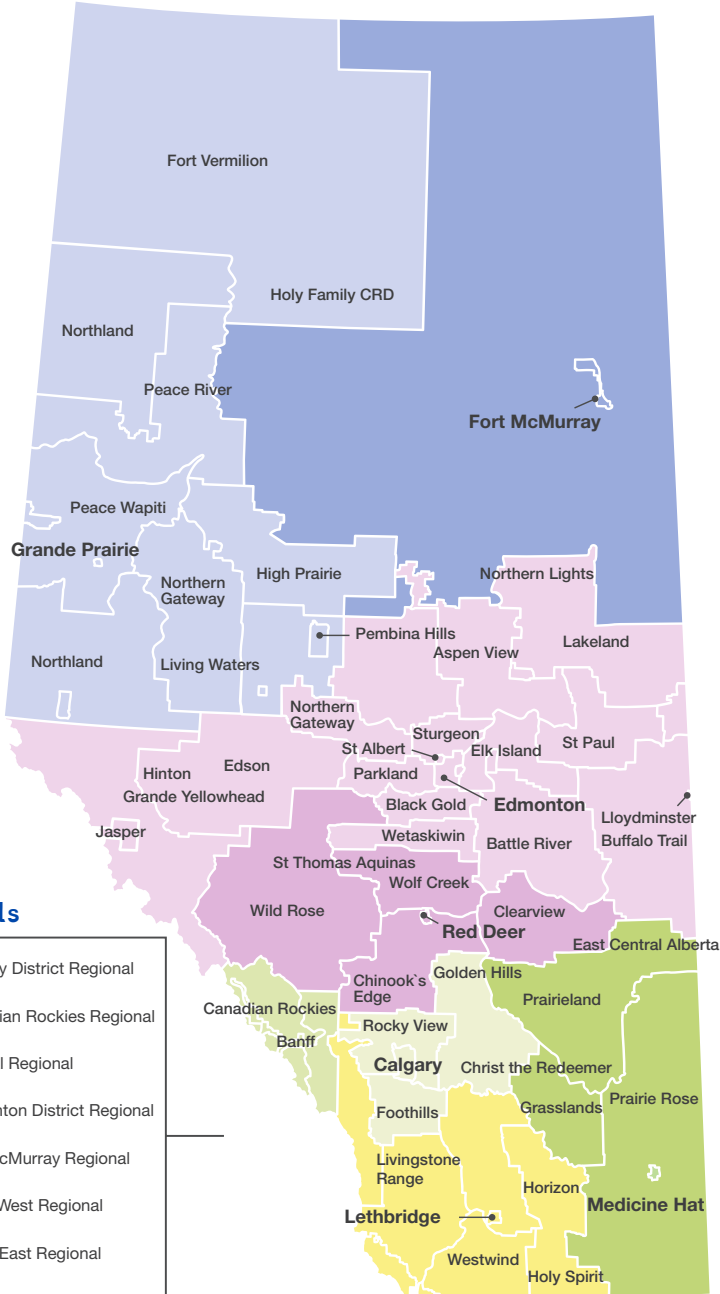 Fort Vermilion
Holy Family CRD
Northland
Peace River
Fort McMurray
Peace Wapiti
Grande Prairie
Northern
Gateway
High Prairie
Northern Lights
Pembina Hills
Aspen View
Lakeland
Northland
Living Waters
Northern
Gateway
Sturgeon
St Albert
Elk Island
St Paul
Hinton
Edson
Parkland
Grande Yellowhead
Black Gold
Edmonton
Lloydminster
Jasper
Wetaskiwin
Battle River
Buffalo Trail
St Thomas Aquinas
Wolf Creek
Wild Rose
Clearview
Red Deer
East Central Alberta
Golden Hills
Chinook`s
Edge
Prairieland
Canadian Rockies
Rocky View
Banff
Calgary
Christ the Redeemer
Prairie Rose
Foothills
Grasslands
Livingstone
Range
Horizon
Medicine Hat
Lethbridge
Westwind
Holy Spirit
ls
y District Regional
ian Rockies Regional
l Regional
nton District Regional
cMurray Regional
West Regional
East Regional